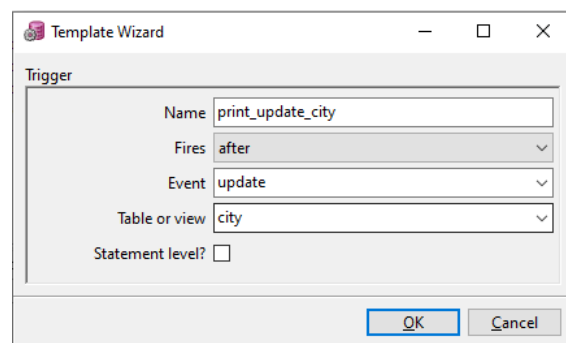 Template Wizard
Trigger
Name print_update_city
Fires after
Event update
Table or view city
Statement level?
OK Cancel